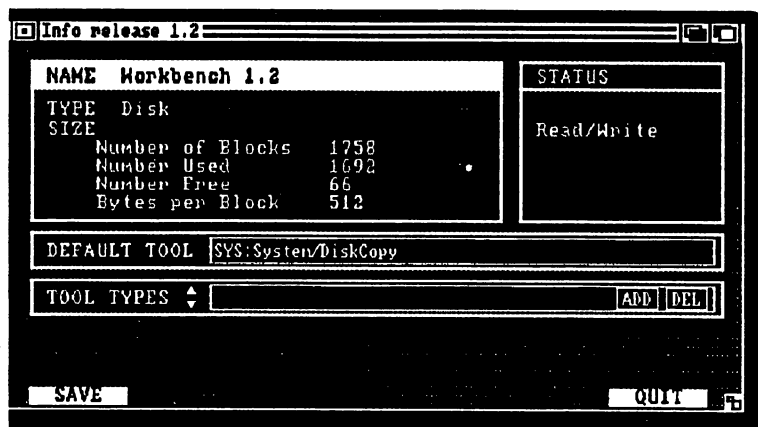 Info release 1.2
NAME Workbench 1.2
STATUS
TYPE Disk
SIZE
Read/Write
Number of Blocks 1758
Number Used 1692
Number Free 66
Bytes per Block 512
DEFAULT TOOL SYS:System/DiskCopy
TOOL TYPES ADD DEL
SAVE QUIT